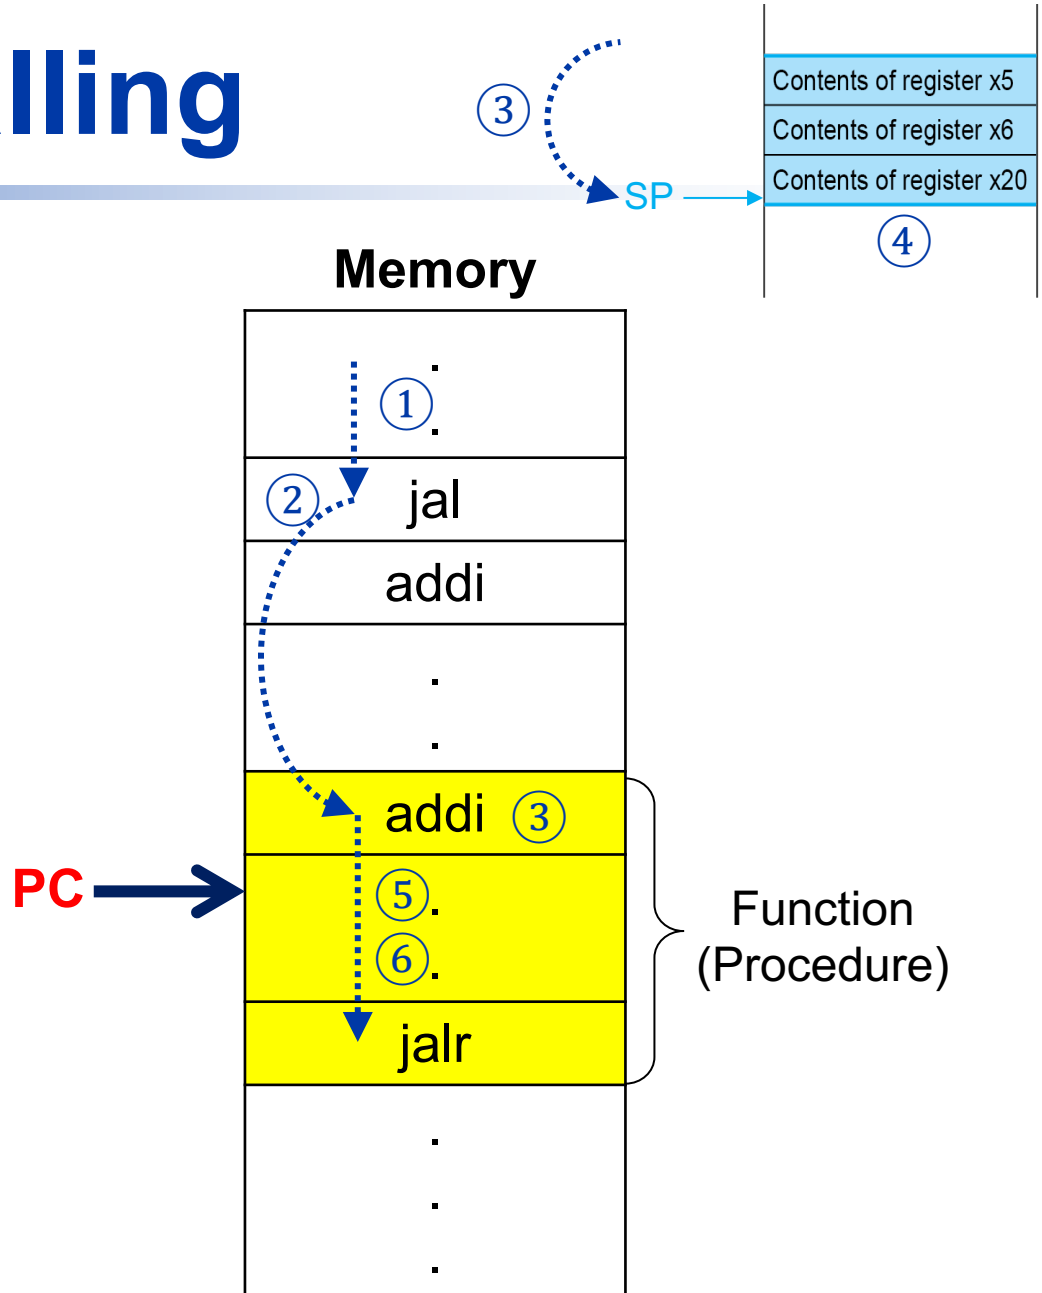 lling
③
Contents of register x5
Contents of register x6
Contents of register x20
SP
④
Memory
.
①
.
② jal
addi
.
.
addi ③
PC
⑤ .
⑥ .
Function
(Procedure)
jalr
.
.
.